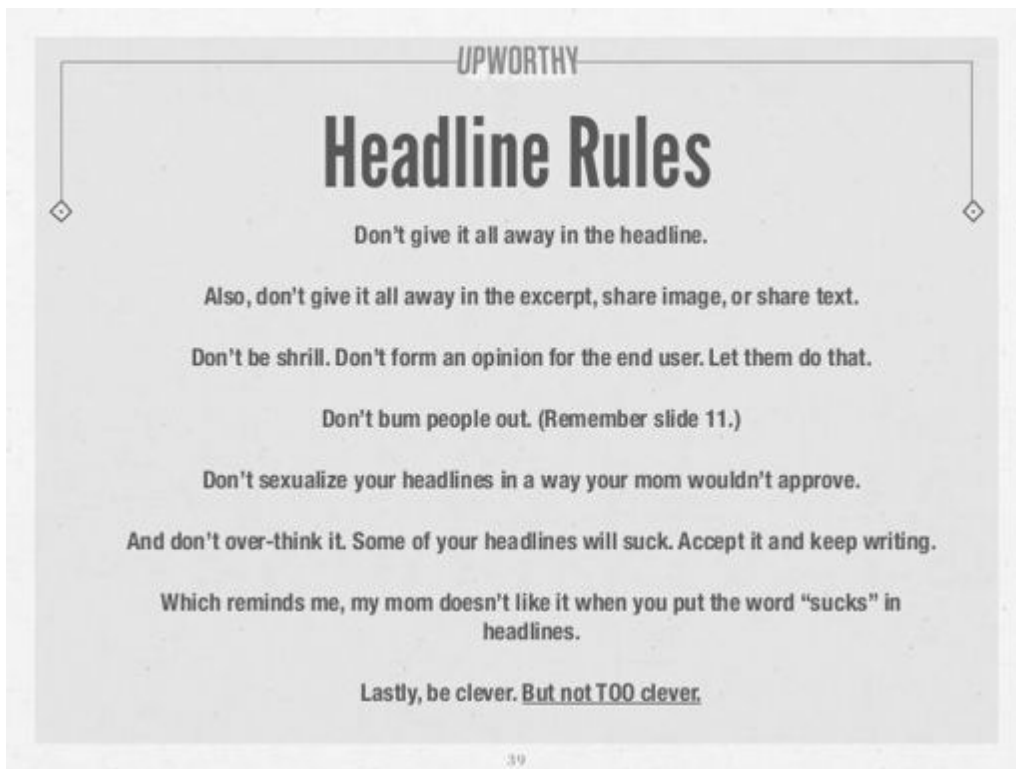 UPWORTHY
Headline Rules
Don't give it all away in the headline.
Also, don't give it all away in the excerpt, share image, or share text.
Don't be shrill. Don't form an opinion for the end user. Let them do that.
Don't bum people out. (Remember slide 11.)
Don't sexualize your headlines in a way your mom wouldn't approve.
And don't over-think it. Some of your headlines will suck. Accept it and keep writing.
Which reminds me, my mom doesn't like it when you put the word “sucks” in
headlines.
Lastly, be clever. But not TOO clever.
39